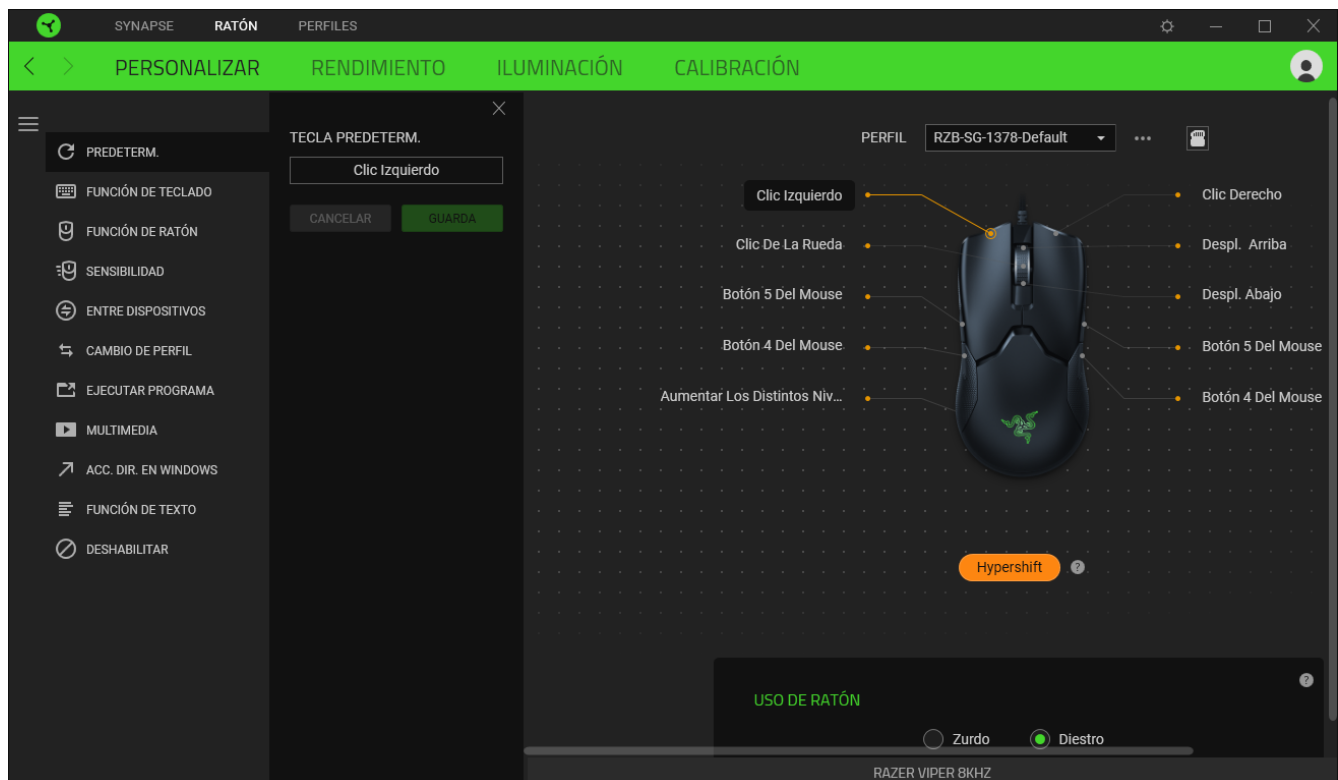 SYNAPSE RATÓN PERFILES
PERSONALIZAR RENDIMIENTO ILUMINACIÓN CALIBRACIÓN
PREDETERM.
FUNCIÓN DE TECLADO
FUNCIÓN DE RATÓN
SENSIBILIDAD
ENTRE DISPOSITIVOS
CAMBIO DE PERFIL
EJECUTAR PROGRAMA
MULTIMEDIA
ACC. DIR. EN WINDOWS
FUNCIÓN DE TEXTO
DESHABILITAR
TECLA PREDETERM.
Clic Izquierdo
CANCELAR GUARDA
PERFIL RZB-SG-1378-Default
Clic Izquierdo
Clic De La Rueda
Botón 5 Del Mouse
Botón 4 Del Mouse
Aumentar Los Distintos Niv...
Clic Derecho
Despl. Arriba
Despl. Abajo
Botón 5 Del Mouse
Botón 4 Del Mouse
Hypershift ?
?
USO DE RATÓN
Zurdo Diestro
RAZER VIPER 8KHZ